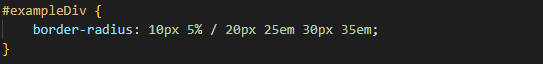 #exampleDiv {
    border-radius: 10px 5% / 20px 25em 30px 35em;
}